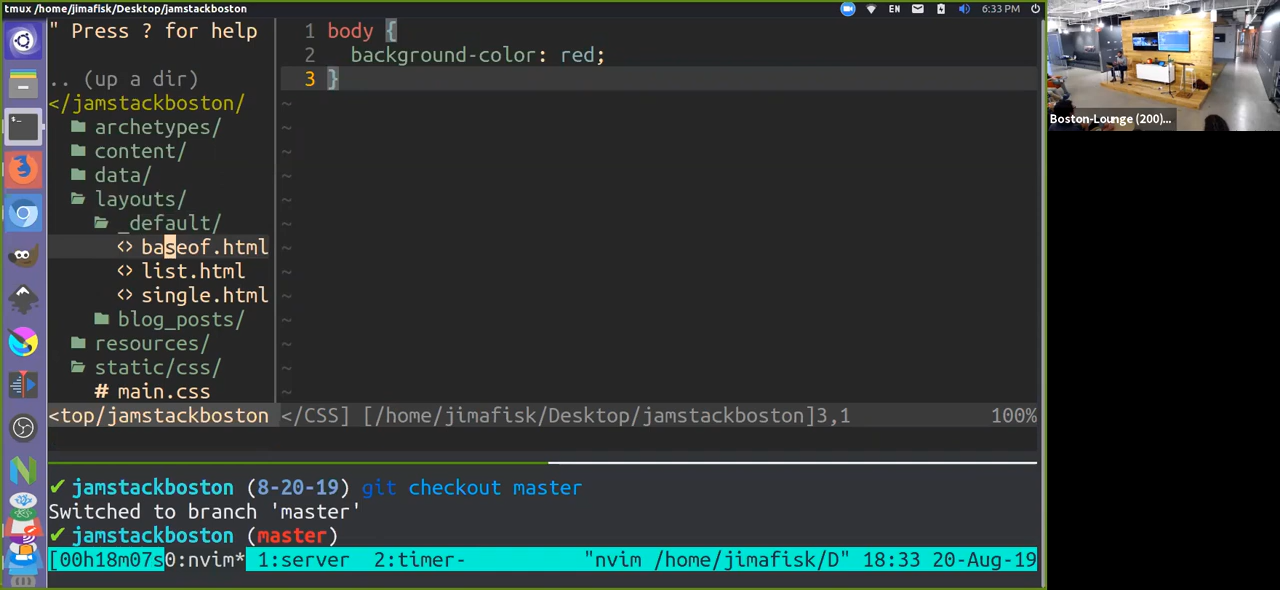 tmux /home/jimafisk/Desktop/jamstackboston
EN 6:33 PM
" Press ? for help
.. (up a dir)
</jamstackboston/
archetypes/
content/
data/
layouts/
_default/
<> baseof.html
<> list.html
<> single.html
blog_posts/
resources/
static/css/
# main.css
<top/jamstackboston
1 body {
2 background-color: red;
3 }
~
~
~
~
~
~
~
~
~
~
~
~
~
</CSS] [/home/jimafisk/Desktop/jamstackboston]3,1 100%
✔ jamstackboston (8-20-19) git checkout master
Switched to branch 'master'
✔ jamstackboston (master)
[00h18m07s0:nvim* 1:server 2:timer- "nvim /home/jimafisk/D" 18:33 20-Aug-19
Boston-Lounge (200)...